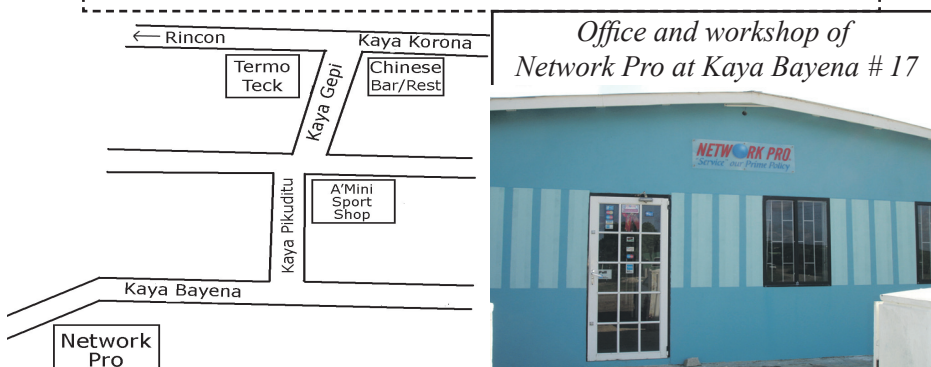 ← Rincon
Kaya Korona
Termo
Teck
Kaya Gepi
Chinese
Bar/Rest
Kaya Pikuditu
A'Mini
Sport
Shop
Kaya Bayena
Network
Pro
Office and workshop of
Network Pro at Kaya Bayena # 17
NETWORK PRO
Service our Prime Policy